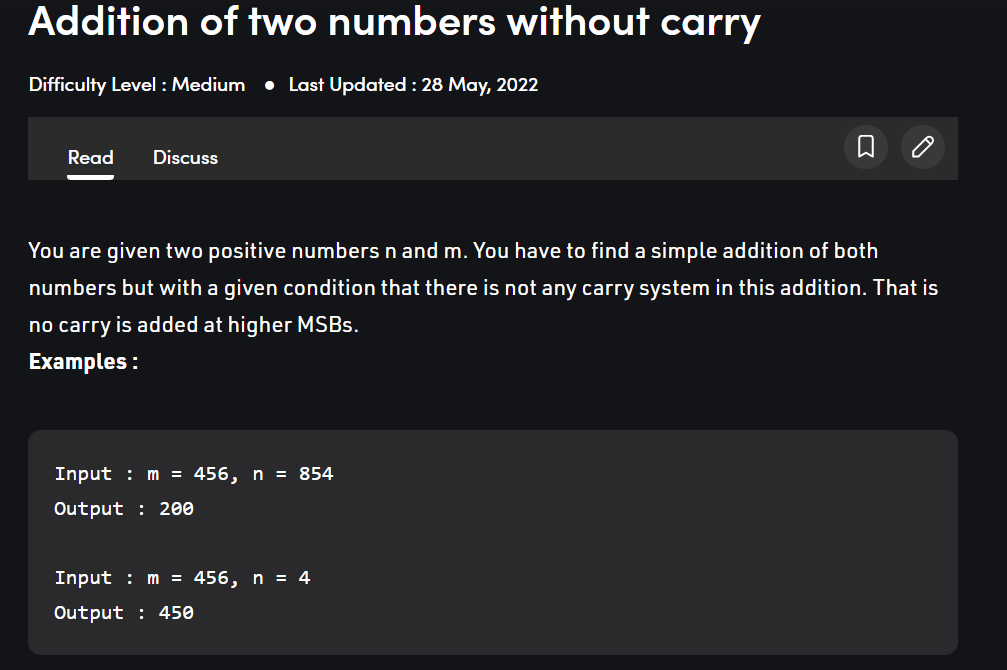 Addition of two numbers without carry
Difficulty Level : Medium ● Last Updated : 28 May, 2022
Read Discuss
You are given two positive numbers n and m. You have to find a simple addition of both
numbers but with a given condition that there is not any carry system in this addition. That is
no carry is added at higher MSBs.
Examples :
Input : m = 456, n = 854
Output : 200
Input : m = 456, n = 4
Output : 450